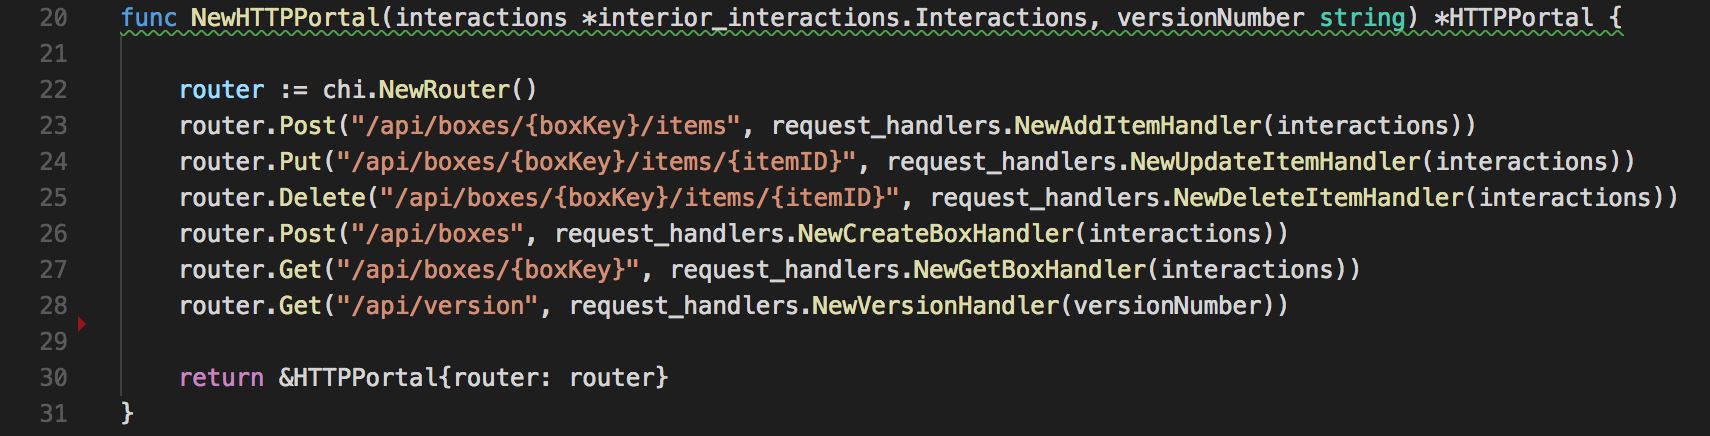 20 func NewHTTPPortal(interactions *interior_interactions.Interactions, versionNumber string) *HTTPPortal {
21
22 router := chi.NewRouter()
23 router.Post("/api/boxes/{boxKey}/items", request_handlers.NewAddItemHandler(interactions))
24 router.Put("/api/boxes/{boxKey}/items/{itemID}", request_handlers.NewUpdateItemHandler(interactions))
25 router.Delete("/api/boxes/{boxKey}/items/{itemID}", request_handlers.NewDeleteItemHandler(interactions))
26 router.Post("/api/boxes", request_handlers.NewCreateBoxHandler(interactions))
27 router.Get("/api/boxes/{boxKey}", request_handlers.NewGetBoxHandler(interactions))
28 router.Get("/api/version", request_handlers.NewVersionHandler(versionNumber))
29
30 return &HTTPPortal{router: router}
31 }